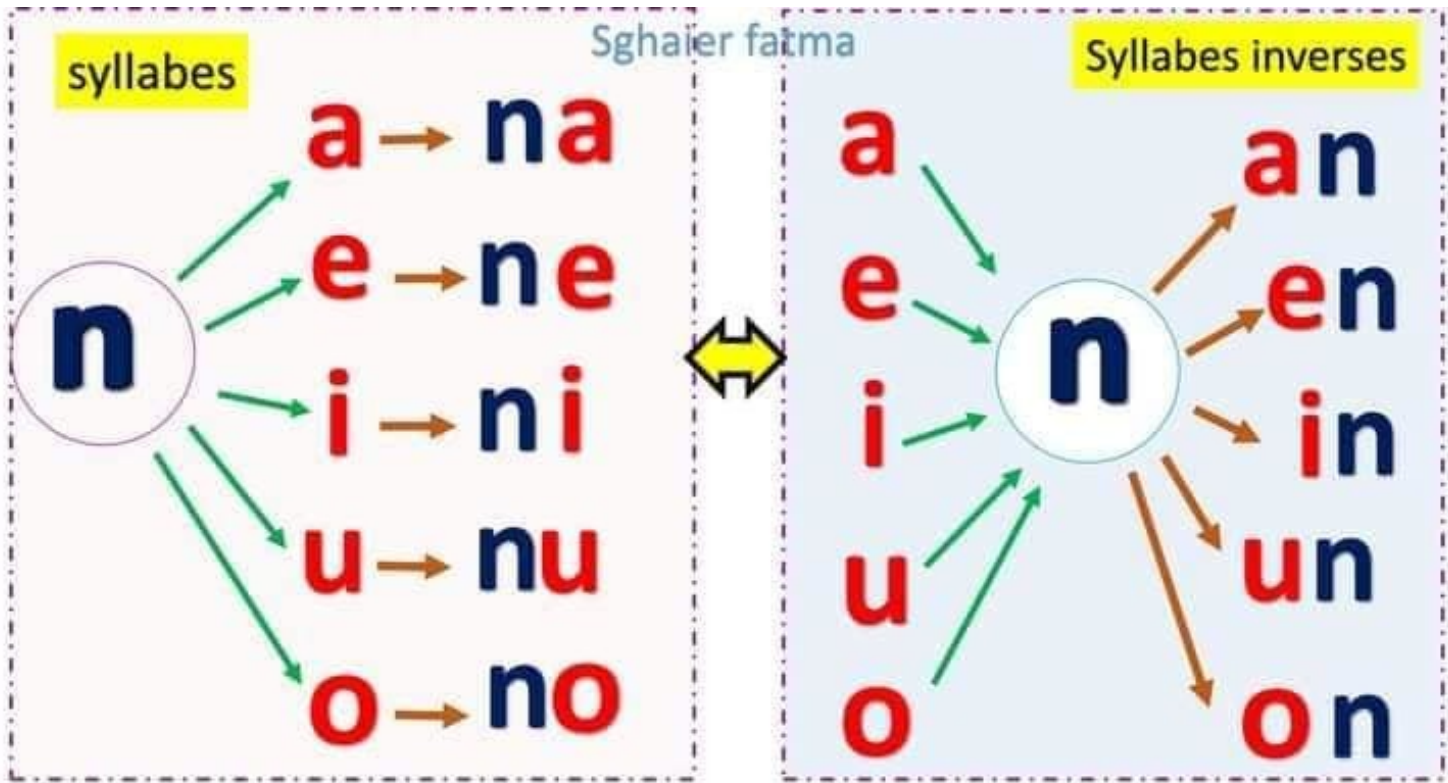 Sghaier fatma
syllabes
n
a na
e ne
i ni
u nu
o no
Syllabes inverses
a
e
i
u
o
n
an
en
in
un
on